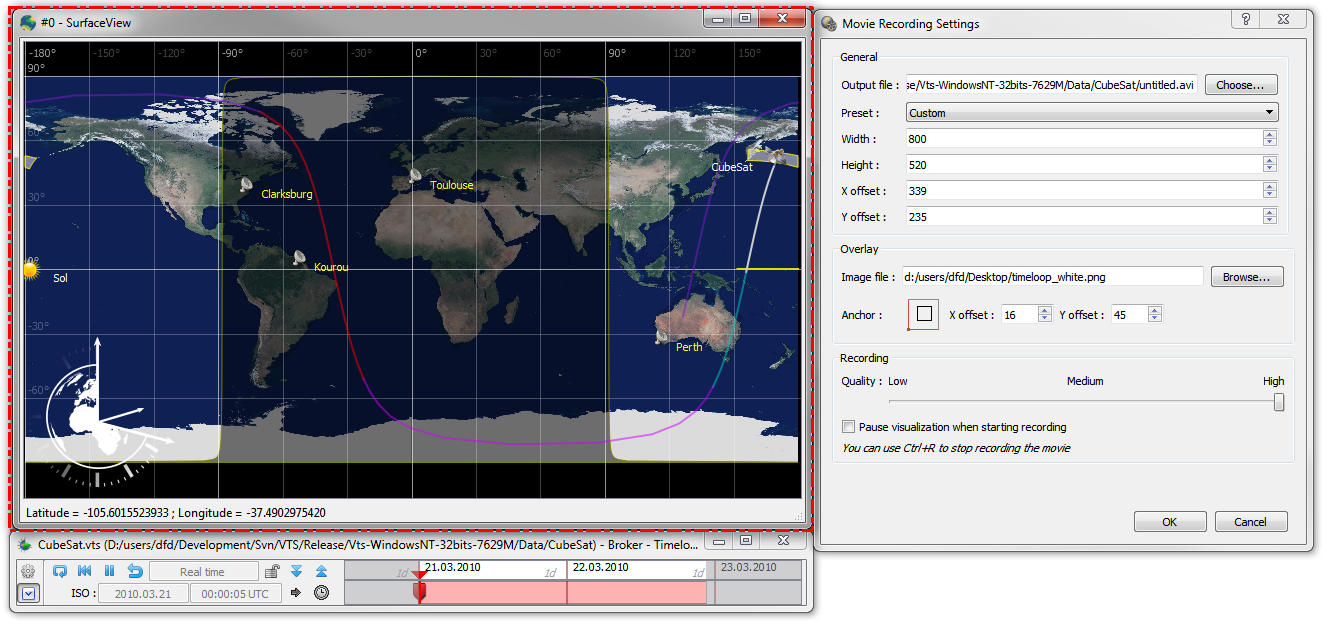 #0 - SurfaceView
-180° -150° -120° -90° -60° -30° 0° 30° 60° 90° 120° 150°
90°
60°
CubeSat
Toulouse
Clarksburg
30°
Kourou
0°
Sol
-30°
Perth
-60°
Latitude = -105.6015523933 ; Longitude = -37.4902975420
CubeSat.vts (D:/users/dfd/Development/Svn/VTS/Release/Vts-WindowsNT-32bits-7629M/Data/CubeSat) - Broker - Timelo...
Real time
1d 21.03.2010 1d 22.03.2010 1d 23.03.2010
ISO : 2010.03.21 00:00:05 UTC
Movie Recording Settings
General
Output file : se/Vts-WindowsNT-32bits-7629M/Data/CubeSat/untitled.avi Choose...
Preset : Custom
Width : 800
Height : 520
X offset : 339
Y offset : 235
Overlay
Image file : d:/users/dfd/Desktop/timeloop_white.png Browse...
Anchor : X offset : 16 Y offset : 45
Recording
Quality : Low Medium High
Pause visualization when starting recording
You can use Ctrl+R to stop recording the movie
OK Cancel